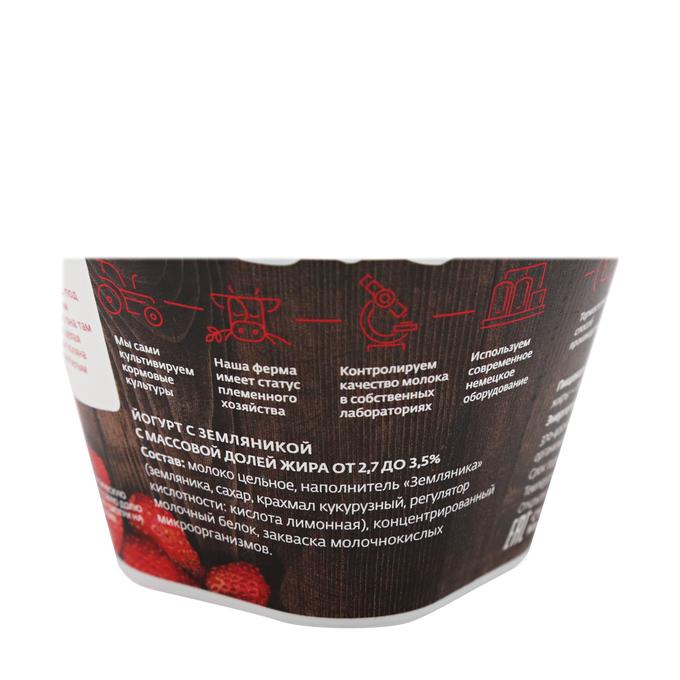 Мы сами
культивируем
кормовые
культуры
Наша ферма
имеет статус
племенного
хозяйства
Контролируем
качество молока
в собственных
лабораториях
Используем
современное
немецкое
оборудование
ЙОГУРТ С ЗЕМЛЯНИКОЙ
С МАССОВОЙ ДОЛЕЙ ЖИРА ОТ 2,7 ДО 3,5%
Состав: молоко цельное, наполнитель «Земляника»
(земляника, сахар, крахмал кукурузный, регулятор
кислотности: кислота лимонная), концентрированный
молочный белок, закваска молочнокислых
микроорганизмов.
EAC